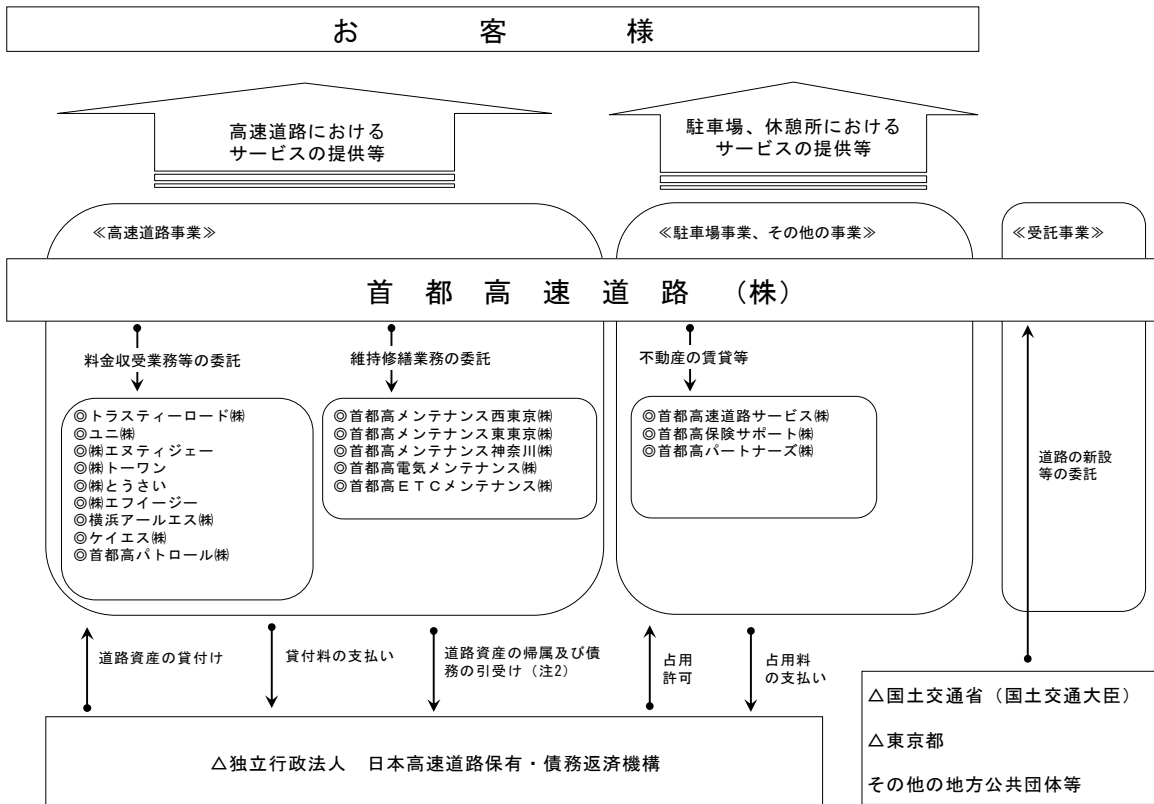 お客様
高速道路における
サービスの提供等
駐車場、休憩所における
サービスの提供等
≪高速道路事業≫
≪駐車場事業、その他の事業≫
≪受託事業≫
首都高速道路（株）
料金収受業務等の委託
維持修繕業務の委託
不動産の賃貸等
◎トラスティーロード㈱
◎ユニ㈱
◎㈱エヌティジェー
◎㈱トーワン
◎㈱とうさい
◎㈱エフイージー
◎横浜アールエス㈱
◎ケイエス㈱
◎首都高パトロール㈱
◎首都高メンテナンス西東京㈱
◎首都高メンテナンス東東京㈱
◎首都高メンテナンス神奈川㈱
◎首都高電気メンテナンス㈱
◎首都高ＥＴＣメンテナンス㈱
◎首都高速道路サービス㈱
◎首都高保険サポート㈱
◎首都高パートナーズ㈱
道路の新設
等の委託
道路資産の貸付け
貸付料の支払い
道路資産の帰属及び債
務の引受け（注2）
占用
許可
占用料
の支払い
△独立行政法人　日本高速道路保有・債務返済機構
△国土交通省（国土交通大臣）
△東京都
その他の地方公共団体等